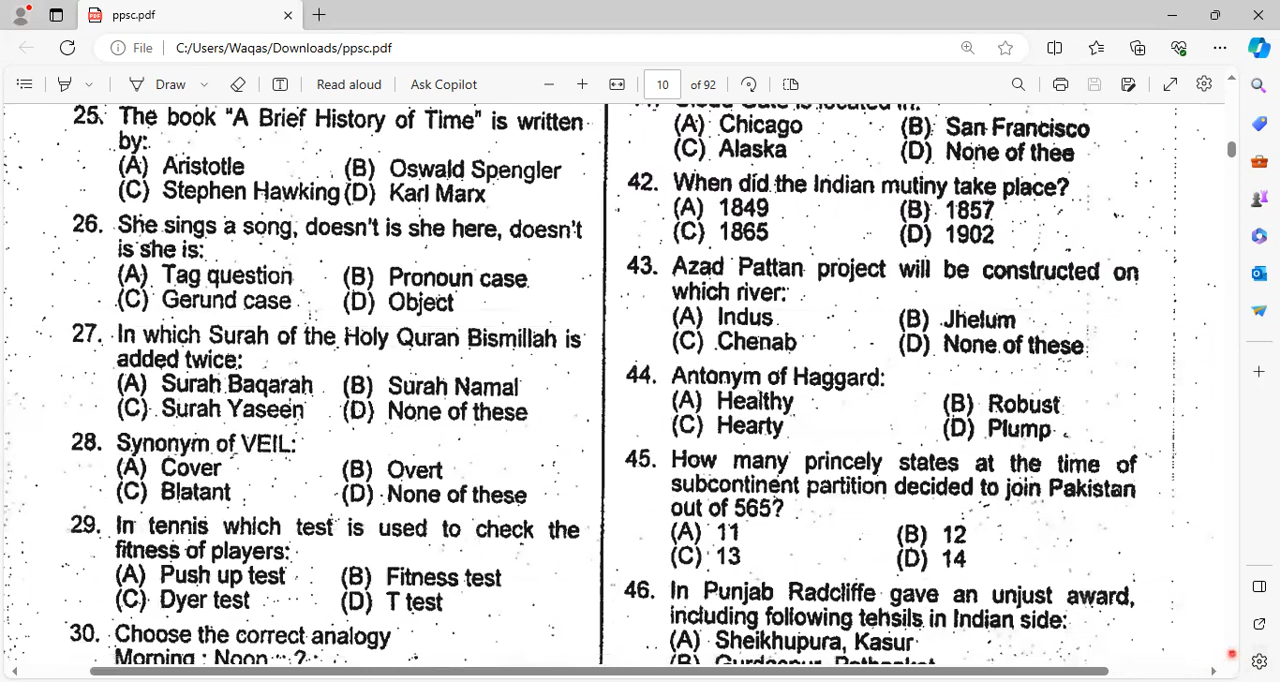 ppsc.pdf
File C:/Users/Waqas/Downloads/ppsc.pdf
Draw Read aloud Ask Copilot 10 of 92
25. The book "A Brief History of Time" is written
by:
(A) Aristotle (B) Oswald Spengler
(C) Stephen Hawking (D) Karl Marx
26. She sings a song, doesn't is she here, doesn't
is she is:
(A) Tag question (B) Pronoun case
(C) Gerund case (D) Object
27. In which Surah of the Holy Quran Bismillah is
added twice:
(A) Surah Baqarah (B) Surah Namal
(C) Surah Yaseen (D) None of these
28. Synonym of VEIL:
(A) Cover (B) Overt
(C) Blatant (D) None of these
29. In tennis which test is used to check the
fitness of players:
(A) Push up test (B) Fitness test
(C) Dyer test (D) T test
30. Choose the correct analogy
Morning : Noon ?
Cloud Gate is located in:
(A) Chicago (B) San Francisco
(C) Alaska (D) None of thee
42. When did the Indian mutiny take place?
(A) 1849 (B) 1857
(C) 1865 (D) 1902
43. Azad Pattan project will be constructed on
which river:
(A) Indus (B) Jhelum
(C) Chenab (D) None of these
44. Antonym of Haggard:
(A) Healthy (B) Robust
(C) Hearty (D) Plump
45. How many princely states at the time of
subcontinent partition decided to join Pakistan
out of 565?
(A) 11 (B) 12
(C) 13 (D) 14
46. In Punjab Radcliffe gave an unjust award,
including following tehsils in Indian side:
(A) Sheikhupura, Kasur
(B) Gurdaspur, Pathankot